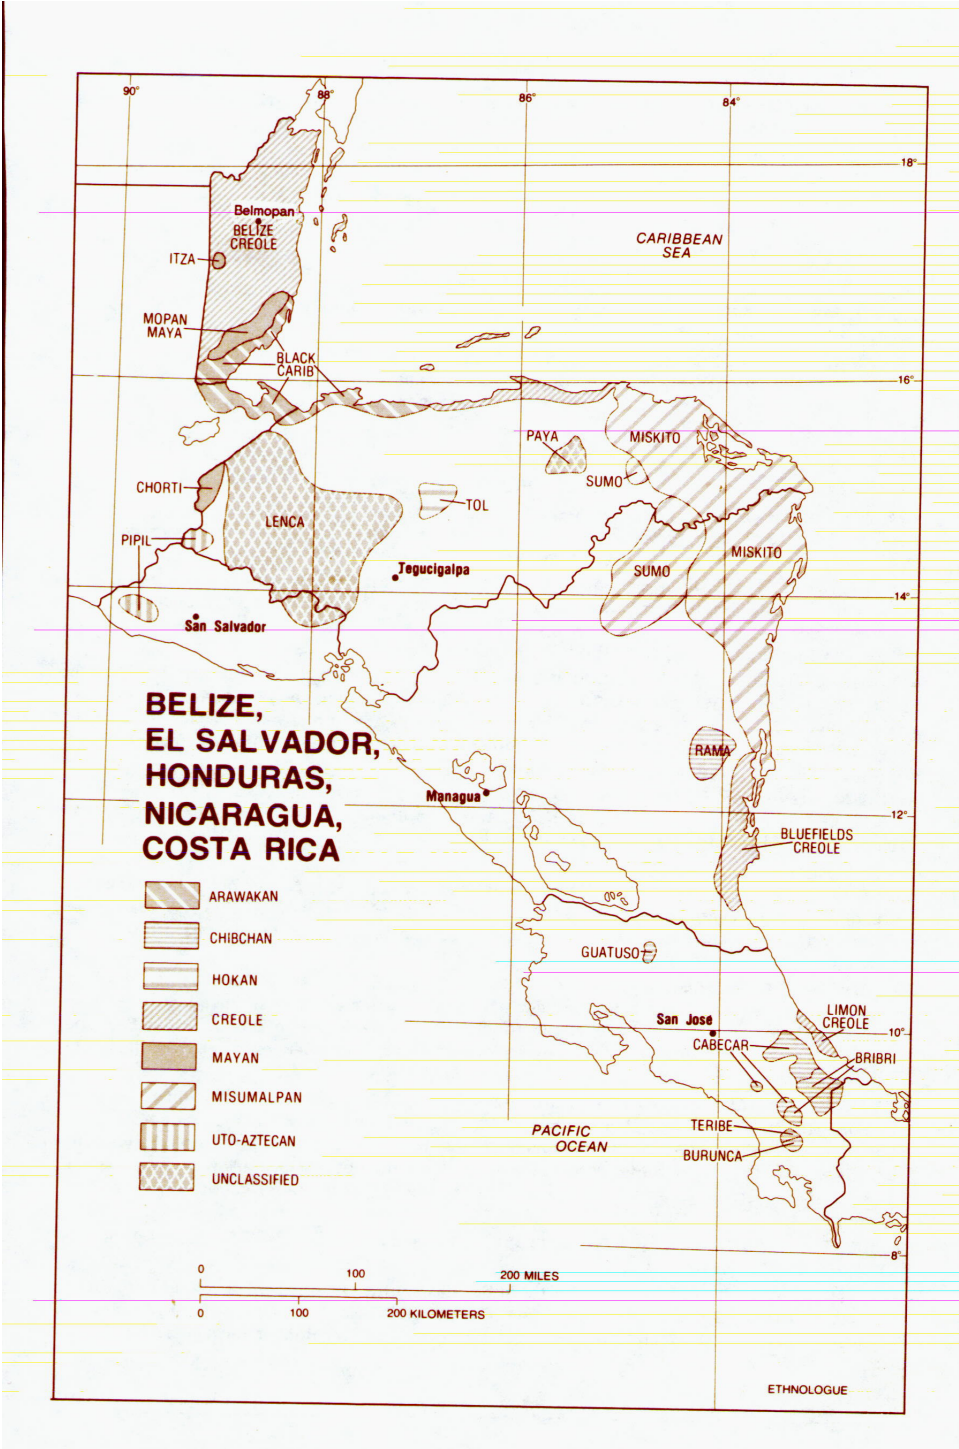 90°
88°
86°
84°
18°
Belmopan
BELIZE
CREOLE
CARIBBEAN
SEA
ITZA
MOPAN
MAYA
BLACK
CARIB
16°
PAYA
MISKITO
SUMO
CHORTI
TOL
LENCA
PIPIL
MISKITO
Tegucigalpa
SUMO
14°
San Salvador
BELIZE,
EL SALVADOR,
HONDURAS,
NICARAGUA,
COSTA RICA
RAMA
Managua
12°
BLUEFIELDS
CREOLE
ARAWAKAN
CHIBCHAN
HOKAN
CREOLE
MAYAN
MISUMALPAN
UTO-AZTECAN
UNCLASSIFIED
GUATUSO
San José
LIMON
CREOLE
10°
CABECAR
BRIBRI
TERIBE
BURUNCA
PACIFIC
OCEAN
8°
0 100 200 MILES
0 100 200 KILOMETERS
ETHNOLOGUE